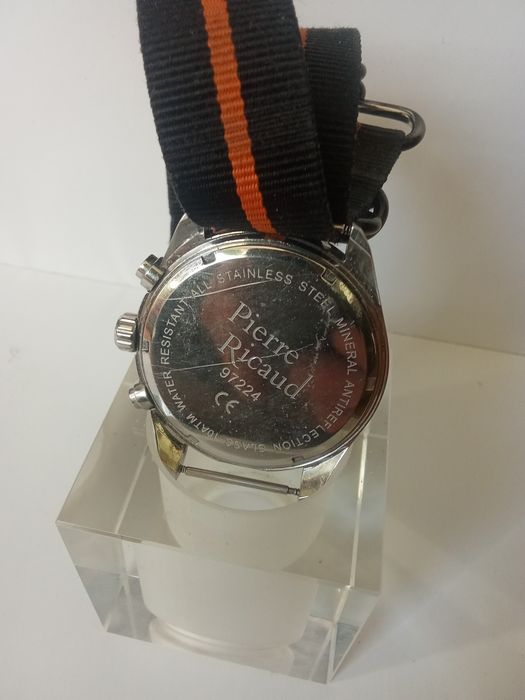 ALL STAINLESS STEEL MINERAL ANTIREFLECTION GLASS 10ATM WATER RESISTANT
Pierre
Ricaud
97224
CE